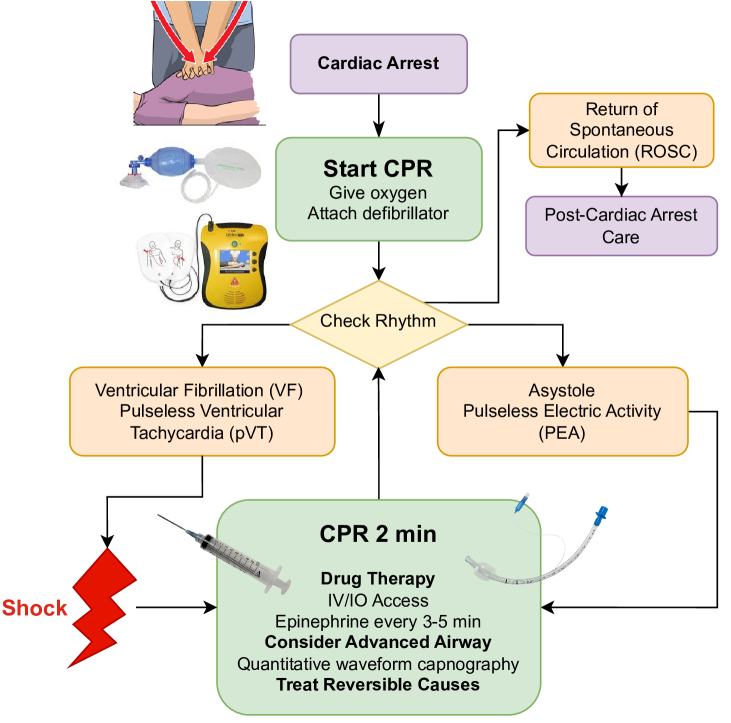 Cardiac Arrest
Start CPR
Give oxygen
Attach defibrillator
Return of
Spontaneous
Circulation (ROSC)
Post-Cardiac Arrest
Care
Check Rhythm
Ventricular Fibrillation (VF)
Pulseless Ventricular
Tachycardia (pVT)
Asystole
Pulseless Electric Activity
(PEA)
Shock
CPR 2 min
Drug Therapy
IV/IO Access
Epinephrine every 3-5 min
Consider Advanced Airway
Quantitative waveform capnography
Treat Reversible Causes